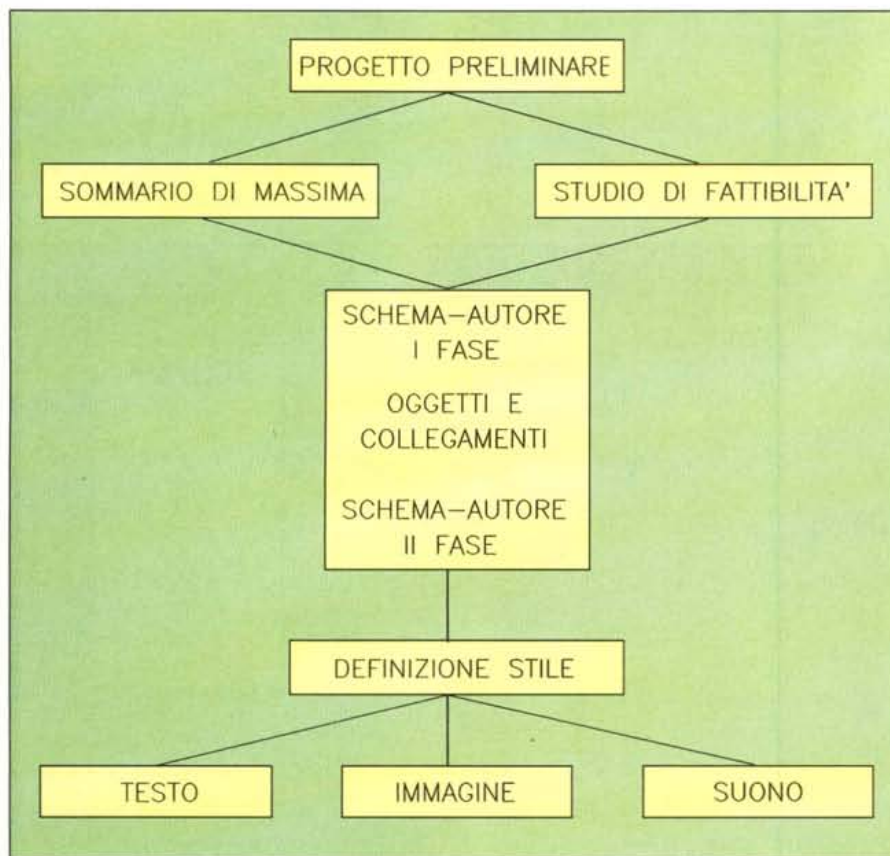 PROGETTO PRELIMINARE
SOMMARIO DI MASSIMA
STUDIO DI FATTIBILITA'
SCHEMA-AUTORE
I FASE
OGGETTI E
COLLEGAMENTI
SCHEMA-AUTORE
II FASE
DEFINIZIONE STILE
TESTO
IMMAGINE
SUONO